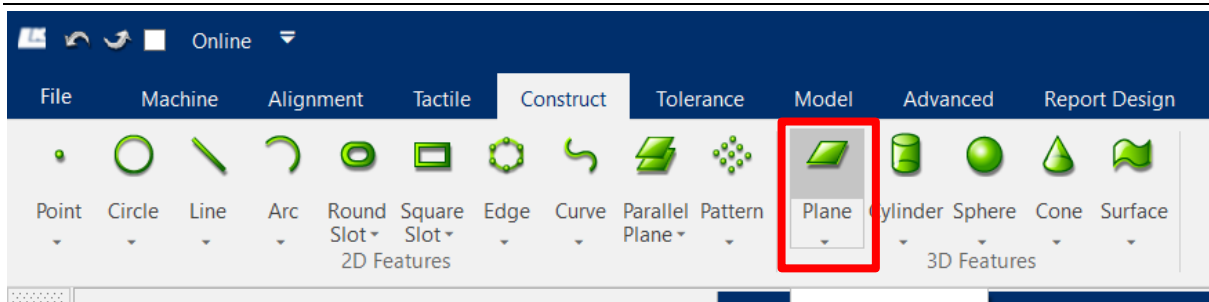 Online
File Machine Alignment Tactile Construct Tolerance Model Advanced Report Design
Point Circle Line Arc Round Square Edge Curve Parallel Pattern Plane Cylinder Sphere Cone Surface
Slot Slot Plane
2D Features 3D Features